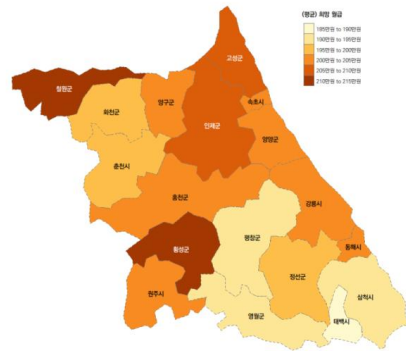 (평균) 희망 월급
185만원 to 190만원
190만원 to 195만원
195만원 to 200만원
200만원 to 205만원
205만원 to 210만원
210만원 to 215만원
고성군
철원군
화천군
양구군
속초시
인제군
양양군
춘천시
홍천군
강릉시
횡성군
평창군
동해시
원주시
정선군
삼척시
영월군
태백시